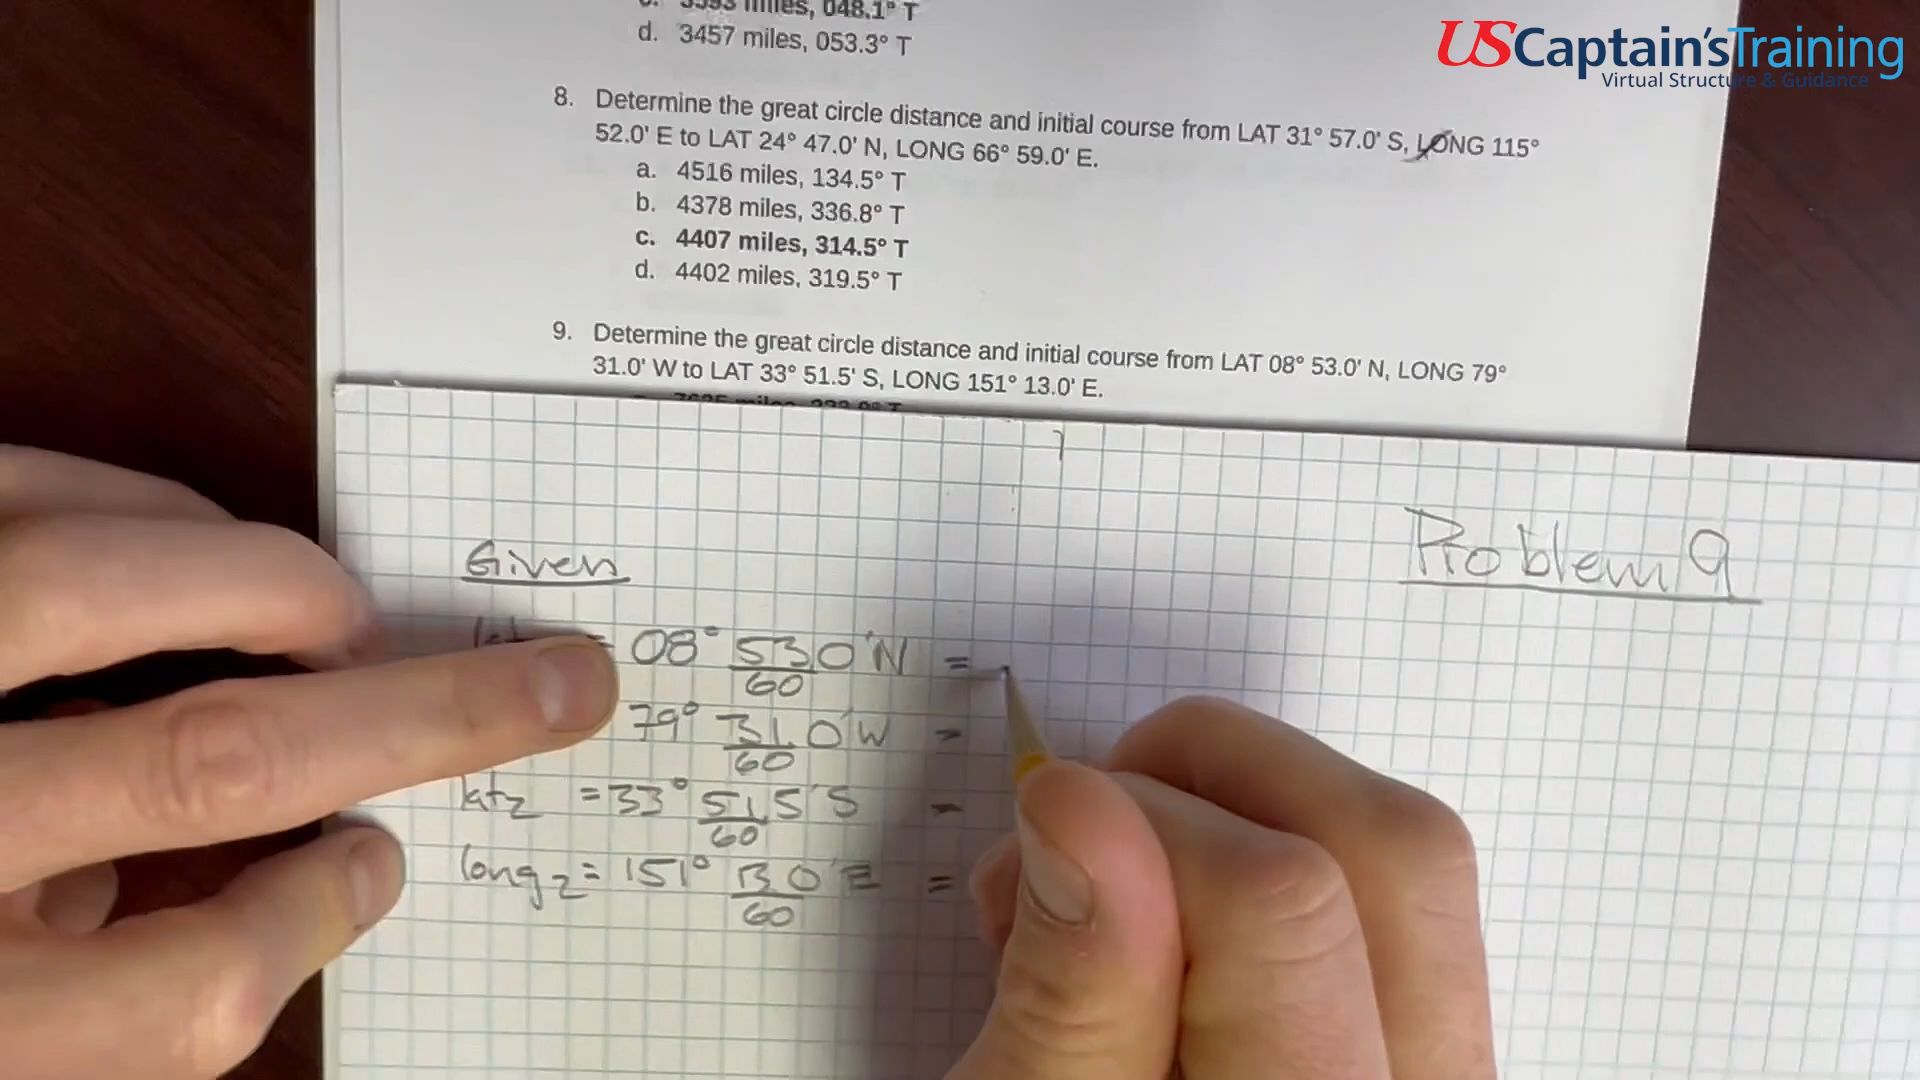 USCaptain'sTraining
Virtual Structure & Guidance
048.1° T
d. 3457 miles, 053.3° T
8. Determine the great circle distance and initial course from LAT 31° 57.0' S, LONG 115°
52.0' E to LAT 24° 47.0' N, LONG 66° 59.0' E.
a. 4516 miles, 134.5° T
b. 4378 miles, 336.8° T
c. 4407 miles, 314.5° T
d. 4402 miles, 319.5° T
9. Determine the great circle distance and initial course from LAT 08° 53.0' N, LONG 79°
31.0' W to LAT 33° 51.5' S, LONG 151° 13.0' E.
Problem 9
Given
= 08° 53.0' N =
60
79° 31.0' W =
60
lat2 = 33° 51.5' S =
60
long2 = 151° 13.0' E =
60